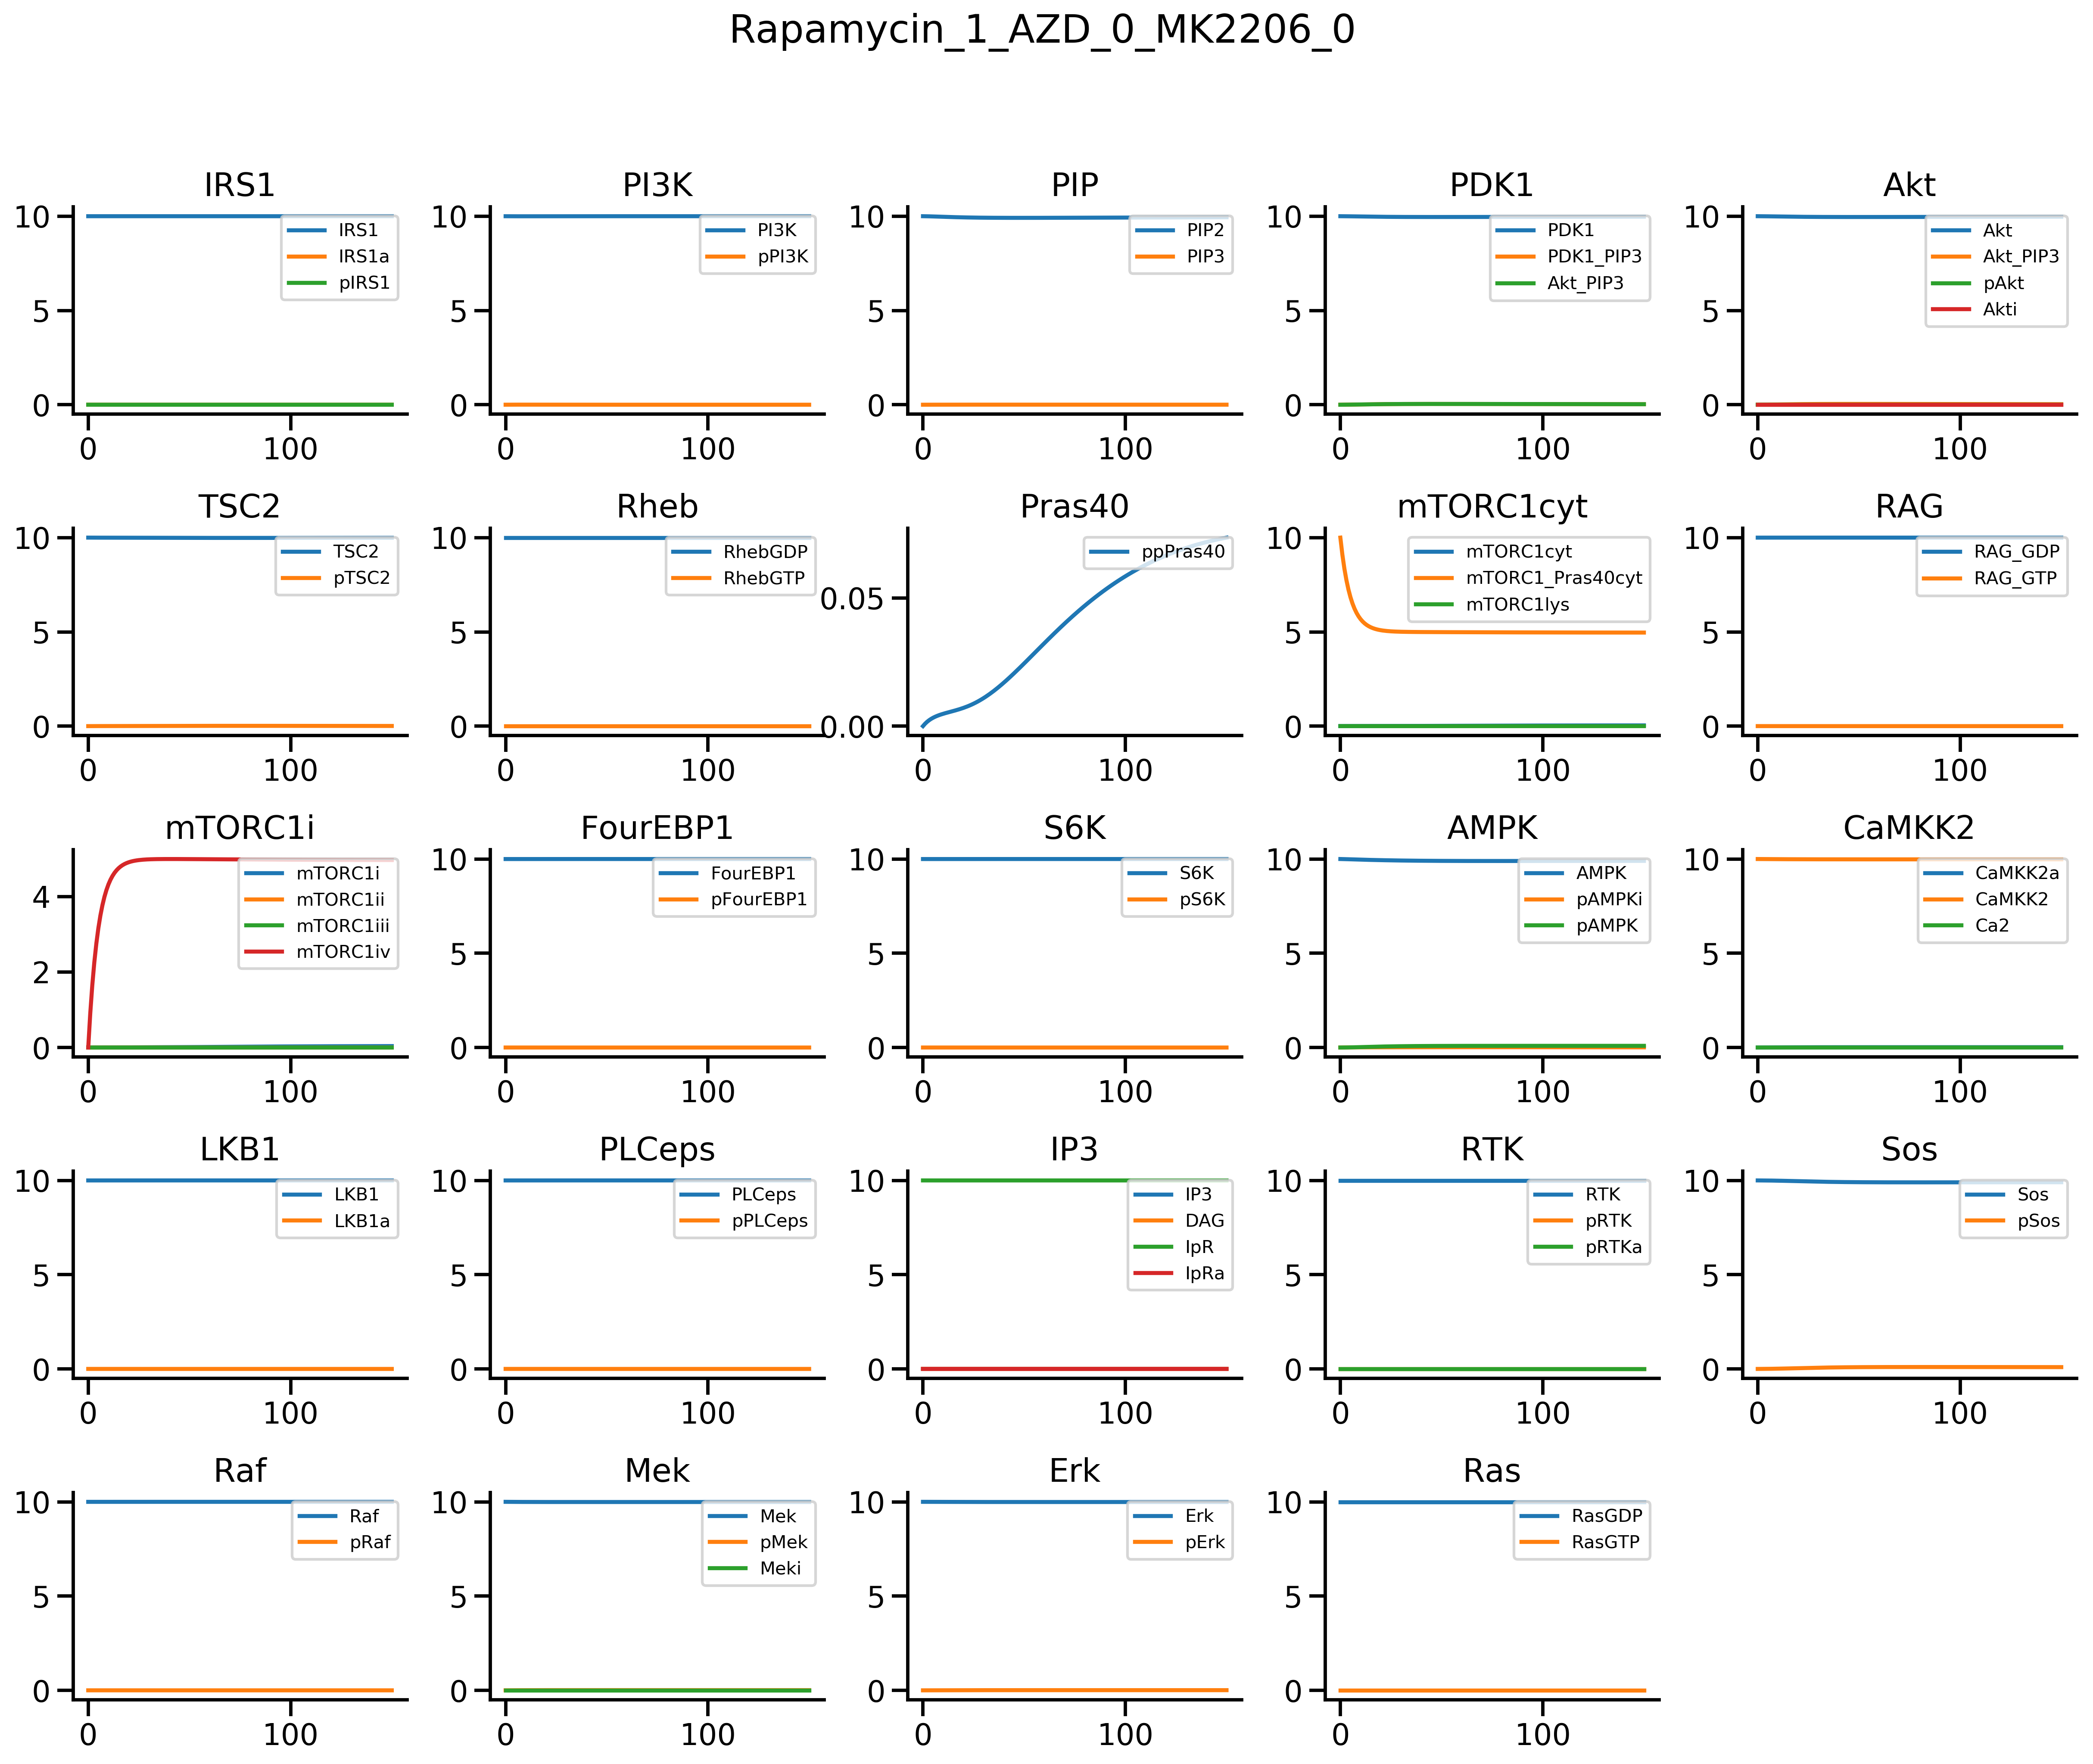 Rapamycin_1_AZD_0_MK2206_0
IRS1
10
5
0
0
100
IRS1
IRS1a
pIRS1
PI3K
10
5
0
0
100
PI3K
pPI3K
PIP
10
5
0
0
100
PIP2
PIP3
PDK1
10
5
0
0
100
PDK1
PDK1_PIP3
Akt_PIP3
Akt
10
5
0
0
100
Akt
Akt_PIP3
pAkt
Akti
TSC2
10
5
0
0
100
TSC2
pTSC2
Rheb
10
5
0
0
100
RhebGDP
RhebGTP
Pras40
0.05
0.00
0
100
ppPras40
mTORC1cyt
10
5
0
0
100
mTORC1cyt
mTORC1_Pras40cyt
mTORC1lys
RAG
10
5
0
0
100
RAG_GDP
RAG_GTP
mTORC1i
4
2
0
0
100
mTORC1i
mTORC1ii
mTORC1iii
mTORC1iv
FourEBP1
10
5
0
0
100
FourEBP1
pFourEBP1
S6K
10
5
0
0
100
S6K
pS6K
AMPK
10
5
0
0
100
AMPK
pAMPKi
pAMPK
CaMKK2
10
5
0
0
100
CaMKK2a
CaMKK2
Ca2
LKB1
10
5
0
0
100
LKB1
LKB1a
PLCeps
10
5
0
0
100
PLCeps
pPLCeps
IP3
10
5
0
0
100
IP3
DAG
IpR
IpRa
RTK
10
5
0
0
100
RTK
pRTK
pRTKa
Sos
10
5
0
0
100
Sos
pSos
Raf
10
5
0
0
100
Raf
pRaf
Mek
10
5
0
0
100
Mek
pMek
Meki
Erk
10
5
0
0
100
Erk
pErk
Ras
10
5
0
0
100
RasGDP
RasGTP